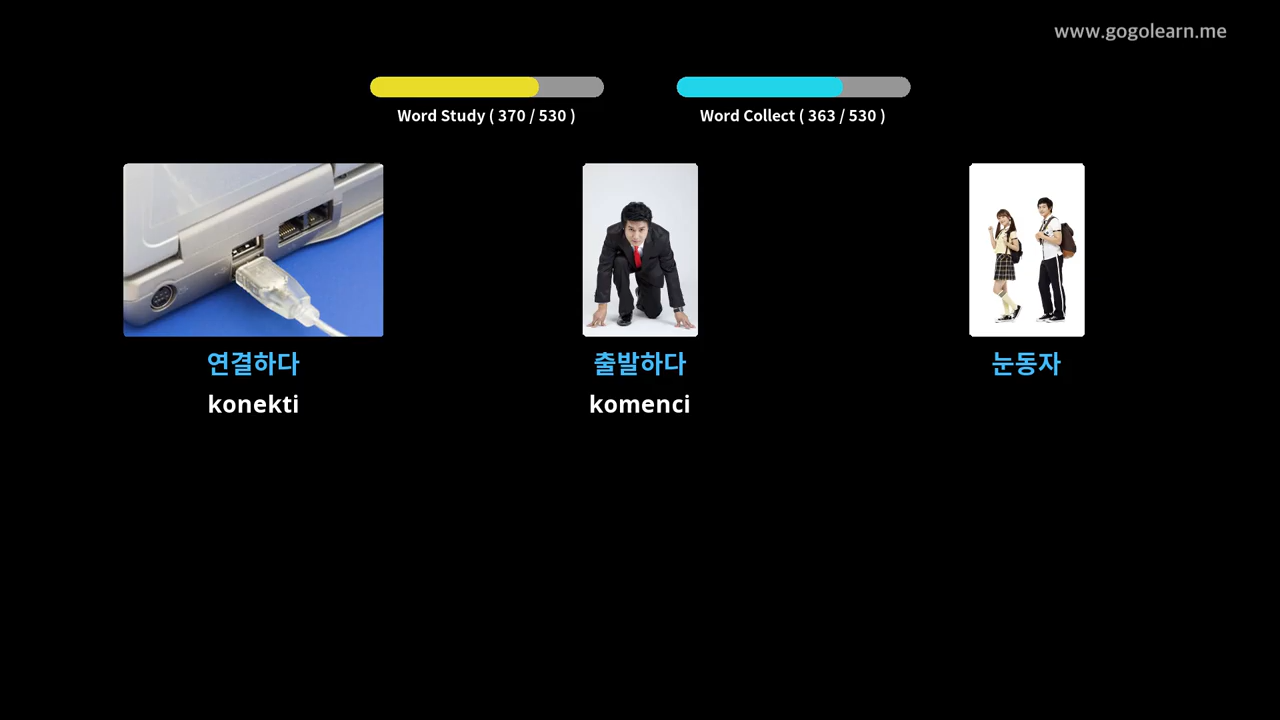 www.gogolearn.me
Word Study ( 370 / 530 )
Word Collect ( 363 / 530 )
연결하다
출발하다
눈동자
konekti
komenci